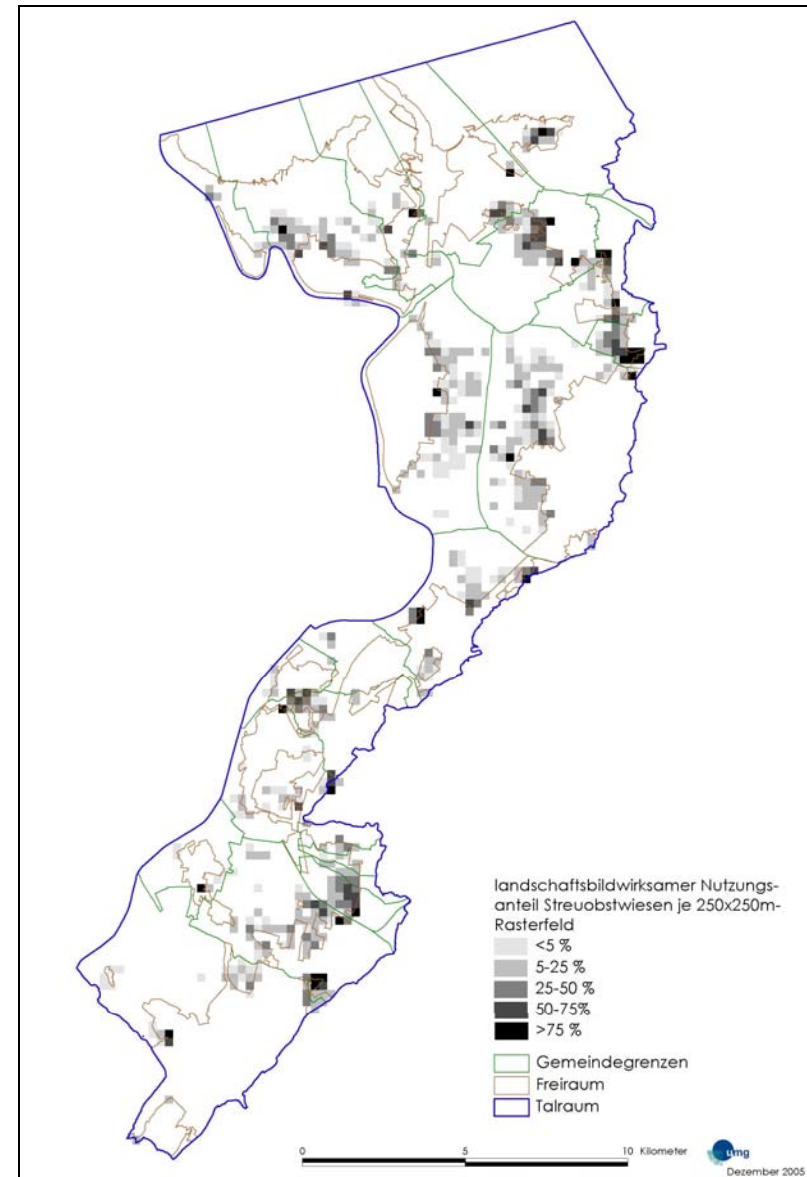 landschaftsbildwirksamer Nutzungs-
anteil Streuobstwiesen je 250x250m-
Rasterfeld
<5 %
5-25 %
25-50 %
50-75%
>75 %
Gemeindegrenzen
Freiraum
Talraum
0 5 10 Kilometer
umg
Dezember 2005